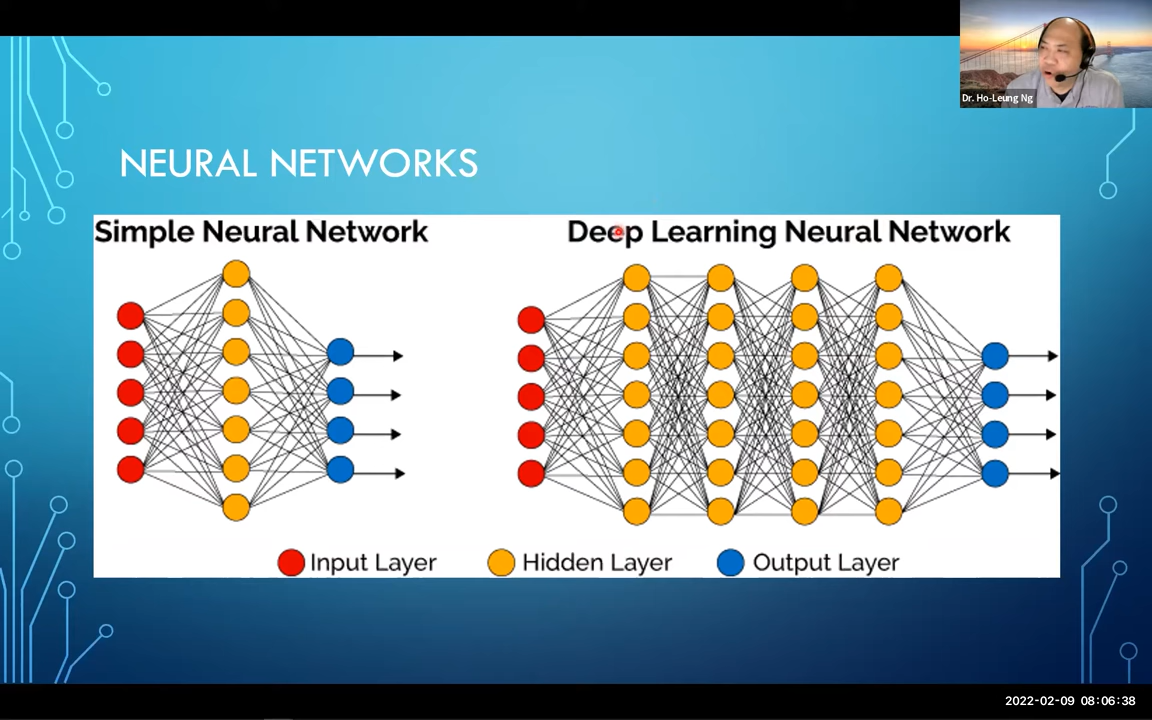 Dr. Ho-Leung Ng
NEURAL NETWORKS
Simple Neural Network
Deep Learning Neural Network
Input Layer
Hidden Layer
Output Layer
2022-02-09 08:06:38